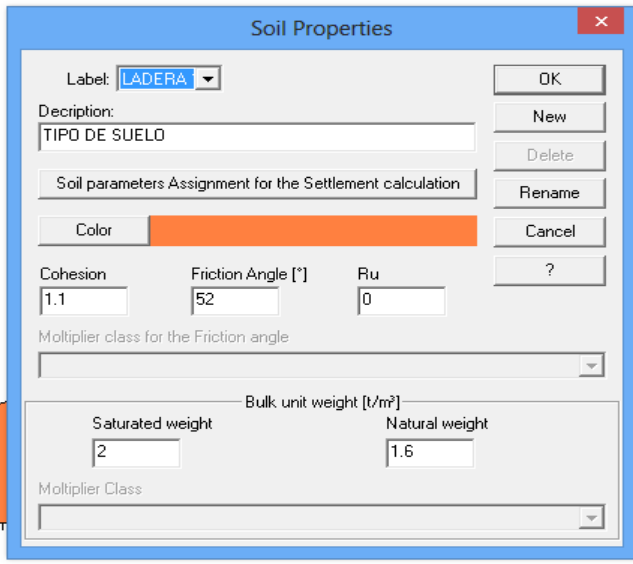 Soil Properties
Label: LADERA
OK
Decription:
New
TIPO DE SUELO
Delete
Soil parameters Assignment for the Settlement calculation
Rename
Color
Cancel
Cohesion Friction Angle [°] Ru
?
1.1 52 0
Moltiplier class for the Friction angle
Bulk unit weight [t/m³]
Saturated weight Natural weight
2 1.6
Moltiplier Class